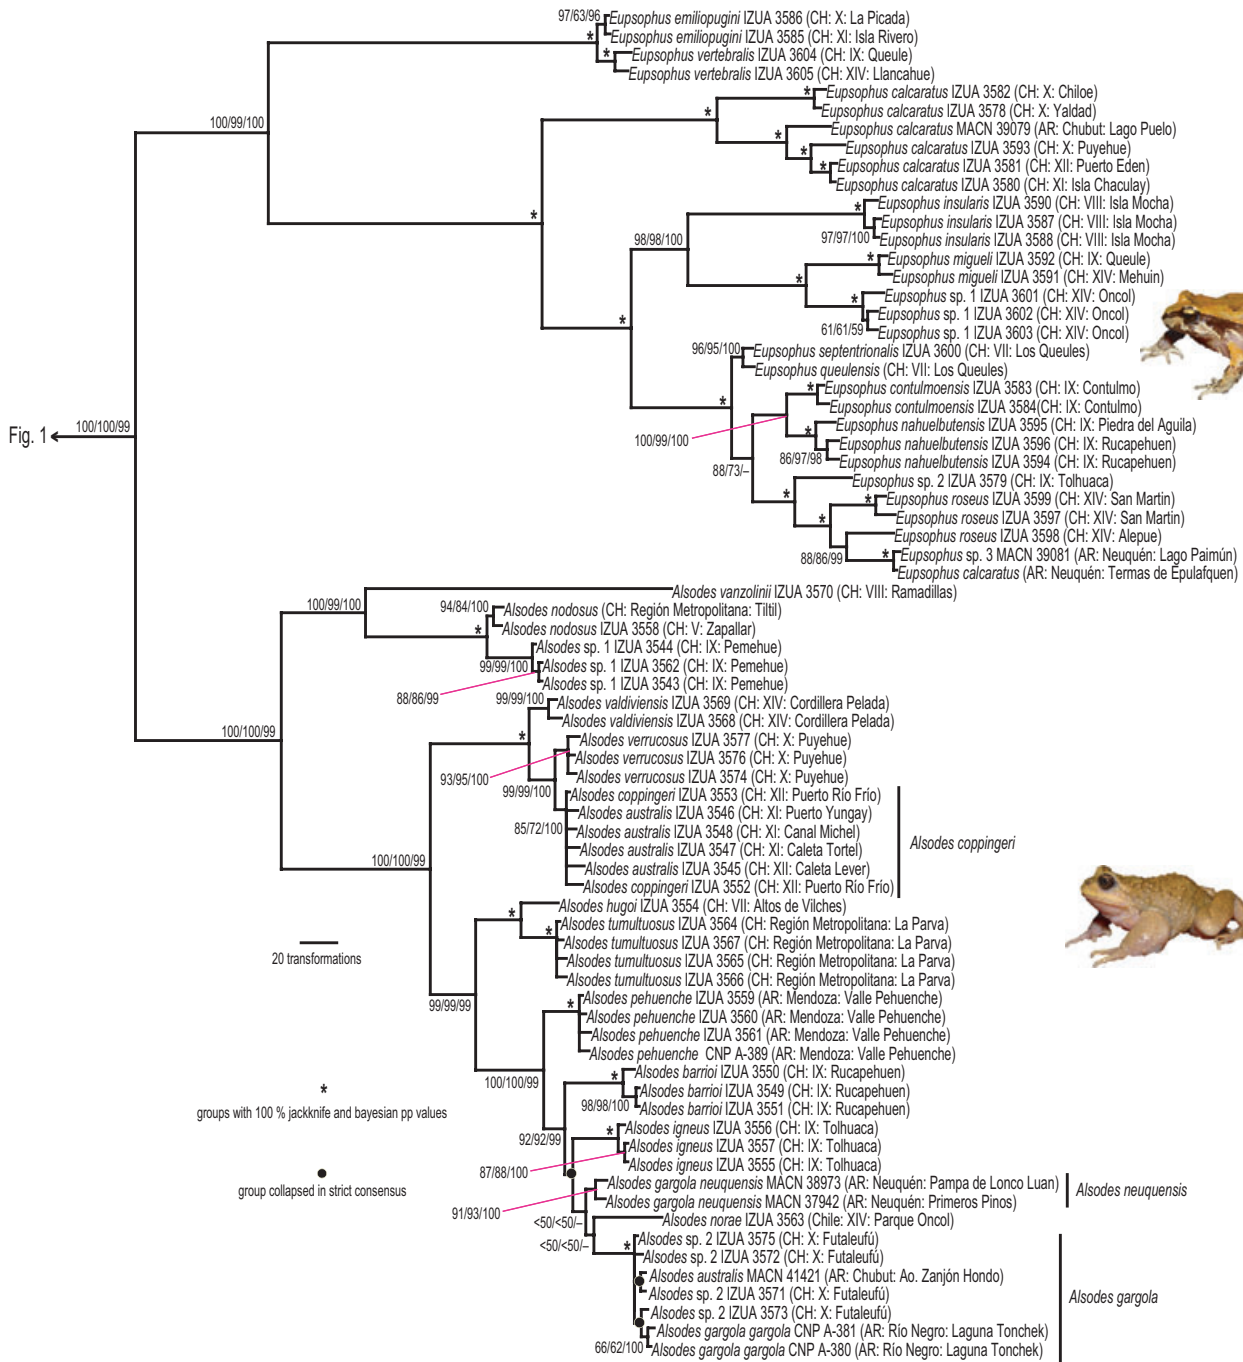 97/63/96
Eupsophus emiliopugini IZUA 3586 (CH: X: La Picada)
Eupsophus emiliopugini IZUA 3585 (CH: XI: Isla Rivero)
*
*
Eupsophus vertebralis IZUA 3604 (CH: IX: Queule)
Eupsophus vertebralis IZUA 3605 (CH: XIV: Llancahue)
100/99/100
*
Eupsophus calcaratus IZUA 3582 (CH: X: Chiloe)
Eupsophus calcaratus IZUA 3578 (CH: X: Yaldad)
*
*
Eupsophus calcaratus MACN 39079 (AR: Chubut: Lago Puelo)
*
Eupsophus calcaratus IZUA 3593 (CH: X: Puyehue)
*
Eupsophus calcaratus IZUA 3581 (CH: XII: Puerto Eden)
Eupsophus calcaratus IZUA 3580 (CH: XI: Isla Chaculay)
*
*
Eupsophus insularis IZUA 3590 (CH: VIII: Isla Mocha)
Eupsophus insularis IZUA 3587 (CH: VIII: Isla Mocha)
98/98/100
97/97/100
Eupsophus insularis IZUA 3588 (CH: VIII: Isla Mocha)
*
Eupsophus migueli IZUA 3592 (CH: IX: Queule)
*
Eupsophus migueli IZUA 3591 (CH: XIV: Mehuin)
*
Eupsophus sp. 1 IZUA 3601 (CH: XIV: Oncol)
Eupsophus sp. 1 IZUA 3602 (CH: XIV: Oncol)
*
61/61/59
Eupsophus sp. 1 IZUA 3603 (CH: XIV: Oncol)
96/95/100
Eupsophus septentrionalis IZUA 3600 (CH: VII: Los Queules)
Eupsophus queulensis (CH: VII: Los Queules)
*
*
Eupsophus contulmoensis IZUA 3583 (CH: IX: Contulmo)
Eupsophus contulmoensis IZUA 3584(CH: IX: Contulmo)
100/99/100
*
Eupsophus nahuelbutensis IZUA 3595 (CH: IX: Piedra del Aguila)
Fig. 1
100/100/99
Eupsophus nahuelbutensis IZUA 3596 (CH: IX: Rucapehuen)
86/97/98
Eupsophus nahuelbutensis IZUA 3594 (CH: IX: Rucapehuen)
88/73/–
Eupsophus sp. 2 IZUA 3579 (CH: IX: Tolhuaca)
*
*
Eupsophus roseus IZUA 3599 (CH: XIV: San Martin)
*
Eupsophus roseus IZUA 3597 (CH: XIV: San Martin)
Eupsophus roseus IZUA 3598 (CH: XIV: Alepue)
88/86/99
*
Eupsophus sp. 3 MACN 39081 (AR: Neuquén: Lago Paimún)
Eupsophus calcaratus (AR: Neuquén: Termas de Epulafquen)
100/99/100
Alsodes vanzolinii IZUA 3570 (CH: VIII: Ramadillas)
94/84/100
Alsodes nodosus (CH: Región Metropolitana: Tiltil)
*
Alsodes nodosus IZUA 3558 (CH: V: Zapallar)
Alsodes sp. 1 IZUA 3544 (CH: IX: Pemehue)
99/99/100
Alsodes sp. 1 IZUA 3562 (CH: IX: Pemehue)
88/86/99
Alsodes sp. 1 IZUA 3543 (CH: IX: Pemehue)
99/99/100
Alsodes valdiviensis IZUA 3569 (CH: XIV: Cordillera Pelada)
Alsodes valdiviensis IZUA 3568 (CH: XIV: Cordillera Pelada)
100/100/99
*
Alsodes verrucosus IZUA 3577 (CH: X: Puyehue)
Alsodes verrucosus IZUA 3576 (CH: X: Puyehue)
93/95/100
Alsodes verrucosus IZUA 3574 (CH: X: Puyehue)
99/99/100
Alsodes coppingeri IZUA 3553 (CH: XII: Puerto Río Frío)
Alsodes australis IZUA 3546 (CH: XI: Puerto Yungay)
85/72/100
Alsodes australis IZUA 3548 (CH: XI: Canal Michel)
Alsodes coppingeri
Alsodes australis IZUA 3547 (CH: XI: Caleta Tortel)
100/100/99
Alsodes australis IZUA 3545 (CH: XII: Caleta Lever)
Alsodes coppingeri IZUA 3552 (CH: XII: Puerto Río Frío)
*
Alsodes hugoi IZUA 3554 (CH: VII: Altos de Vilches)
*
Alsodes tumultuosus IZUA 3564 (CH: Región Metropolitana: La Parva)
Alsodes tumultuosus IZUA 3567 (CH: Región Metropolitana: La Parva)
20 transformations
Alsodes tumultuosus IZUA 3565 (CH: Región Metropolitana: La Parva)
Alsodes tumultuosus IZUA 3566 (CH: Región Metropolitana: La Parva)
99/99/99
*
Alsodes pehuenche IZUA 3559 (AR: Mendoza: Valle Pehuenche)
Alsodes pehuenche IZUA 3560 (AR: Mendoza: Valle Pehuenche)
Alsodes pehuenche IZUA 3561 (AR: Mendoza: Valle Pehuenche)
Alsodes pehuenche CNP A-389 (AR: Mendoza: Valle Pehuenche)
100/100/99
*
Alsodes barrioi IZUA 3550 (CH: IX: Rucapehuen)
*
Alsodes barrioi IZUA 3549 (CH: IX: Rucapehuen)
98/98/100
Alsodes barrioi IZUA 3551 (CH: IX: Rucapehuen)
groups with 100 % jackknife and bayesian pp values
*
Alsodes igneus IZUA 3556 (CH: IX: Tolhuaca)
92/92/99
Alsodes igneus IZUA 3557 (CH: IX: Tolhuaca)
87/88/100
Alsodes igneus IZUA 3555 (CH: IX: Tolhuaca)
group collapsed in strict consensus
Alsodes gargola neuquensis MACN 38973 (AR: Neuquén: Pampa de Lonco Luan)
Alsodes neuquensis
Alsodes gargola neuquensis MACN 37942 (AR: Neuquén: Primeros Pinos)
91/93/100
<50/<50/–
Alsodes norae IZUA 3563 (Chile: XIV: Parque Oncol)
<50/<50/–
*
Alsodes sp. 2 IZUA 3575 (CH: X: Futaleufú)
Alsodes sp. 2 IZUA 3572 (CH: X: Futaleufú)
Alsodes australis MACN 41421 (AR: Chubut: Ao. Zanjón Hondo)
Alsodes sp. 2 IZUA 3571 (CH: X: Futaleufú)
Alsodes gargola
Alsodes sp. 2 IZUA 3573 (CH: X: Futaleufú)
Alsodes gargola gargola CNP A-381 (AR: Río Negro: Laguna Tonchek)
66/62/100
Alsodes gargola gargola CNP A-380 (AR: Río Negro: Laguna Tonchek)